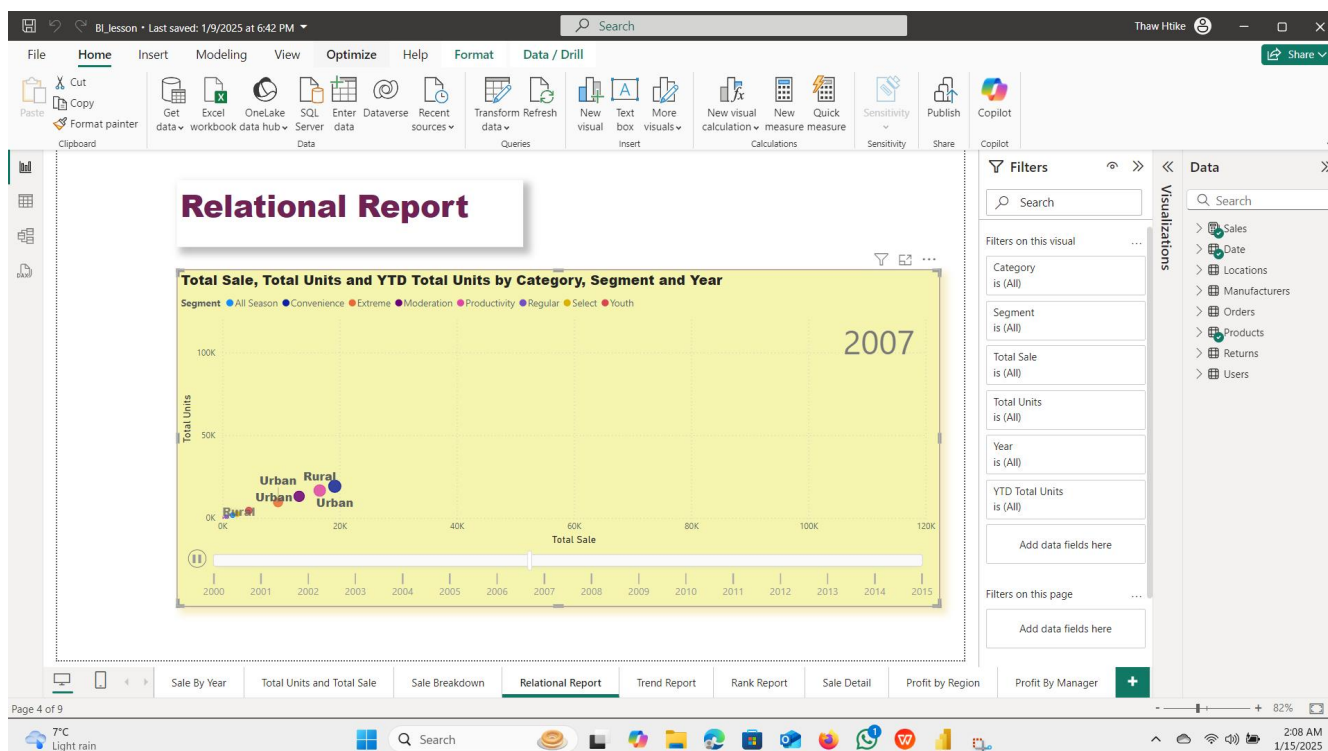 BI_lesson • Last saved: 1/9/2025 at 6:42 PM
Search
Thaw Htike
File Home Insert Modeling View Optimize Help Format Data / Drill
Share
Paste
Cut
Copy
Format painter
Clipboard
Get data
Excel workbook
OneLake data hub
SQL Server
Enter data
Dataverse
Recent sources
Data
Transform data
Refresh
Queries
New visual
Text box
More visuals
Insert
New visual calculation
New measure
Quick measure
Calculations
Sensitivity
Sensitivity
Publish
Share
Copilot
Copilot
Relational Report
Total Sale, Total Units and YTD Total Units by Category, Segment and Year
Segment All Season Convenience Extreme Moderation Productivity Regular Select Youth
2007
100K
50K
0K
Total Units
Urban Rural
Urban Urban
Rural
0K 20K 40K 60K 80K 100K 120K
Total Sale
2000 2001 2002 2003 2004 2005 2006 2007 2008 2009 2010 2011 2012 2013 2014 2015
Filters
Search
Filters on this visual ...
Category
is (All)
Segment
is (All)
Total Sale
is (All)
Total Units
is (All)
Year
is (All)
YTD Total Units
is (All)
Add data fields here
Filters on this page ...
Add data fields here
Visualizations
Data
Search
Sales
Date
Locations
Manufacturers
Orders
Products
Returns
Users
Sale By Year Total Units and Total Sale Sale Breakdown Relational Report Trend Report Rank Report Sale Detail Profit by Region Profit By Manager
Page 4 of 9
82%
7°C
Light rain
Search
2:08 AM
1/15/2025